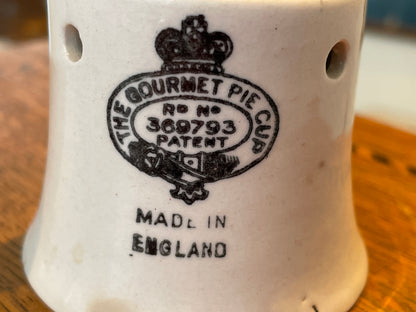 THE GOURMET PIE CUP
RD NO
369793
PATENT
MADE IN
ENGLAND